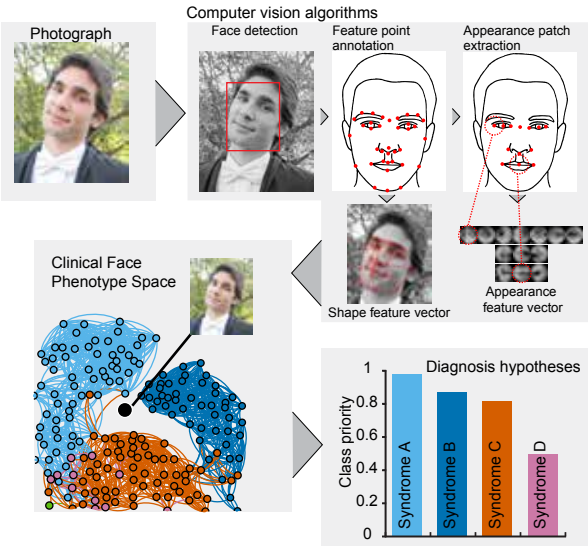 Computer vision algorithms
Photograph
Face detection
Feature point
annotation
Appearance patch
extraction
Shape feature vector
Appearance
feature vector
Clinical Face
Phenotype Space
Diagnosis hypotheses
Class priority
1
0.8
0.6
0.4
0.2
0
Syndrome A
Syndrome B
Syndrome C
Syndrome D